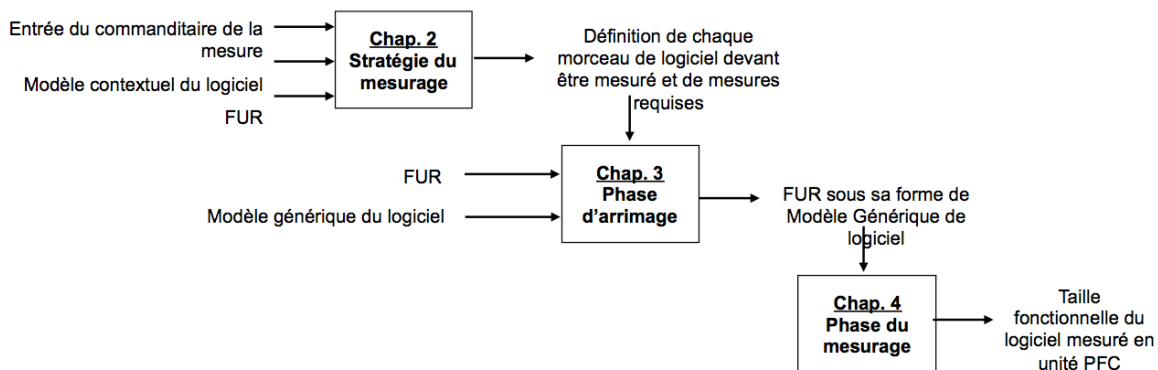 Entrée du commanditaire de la
mesure
Modèle contextuel du logiciel
FUR
Chap. 2
Stratégie du
mesurage
Définition de chaque
morceau de logiciel devant
être mesuré et de mesures
requises
FUR
Modèle générique du logiciel
Chap. 3
Phase
d'arrimage
FUR sous sa forme de
Modèle Générique de
logiciel
Chap. 4
Phase du
mesurage
Taille
fonctionnelle du
logiciel mesuré en
unité PFC